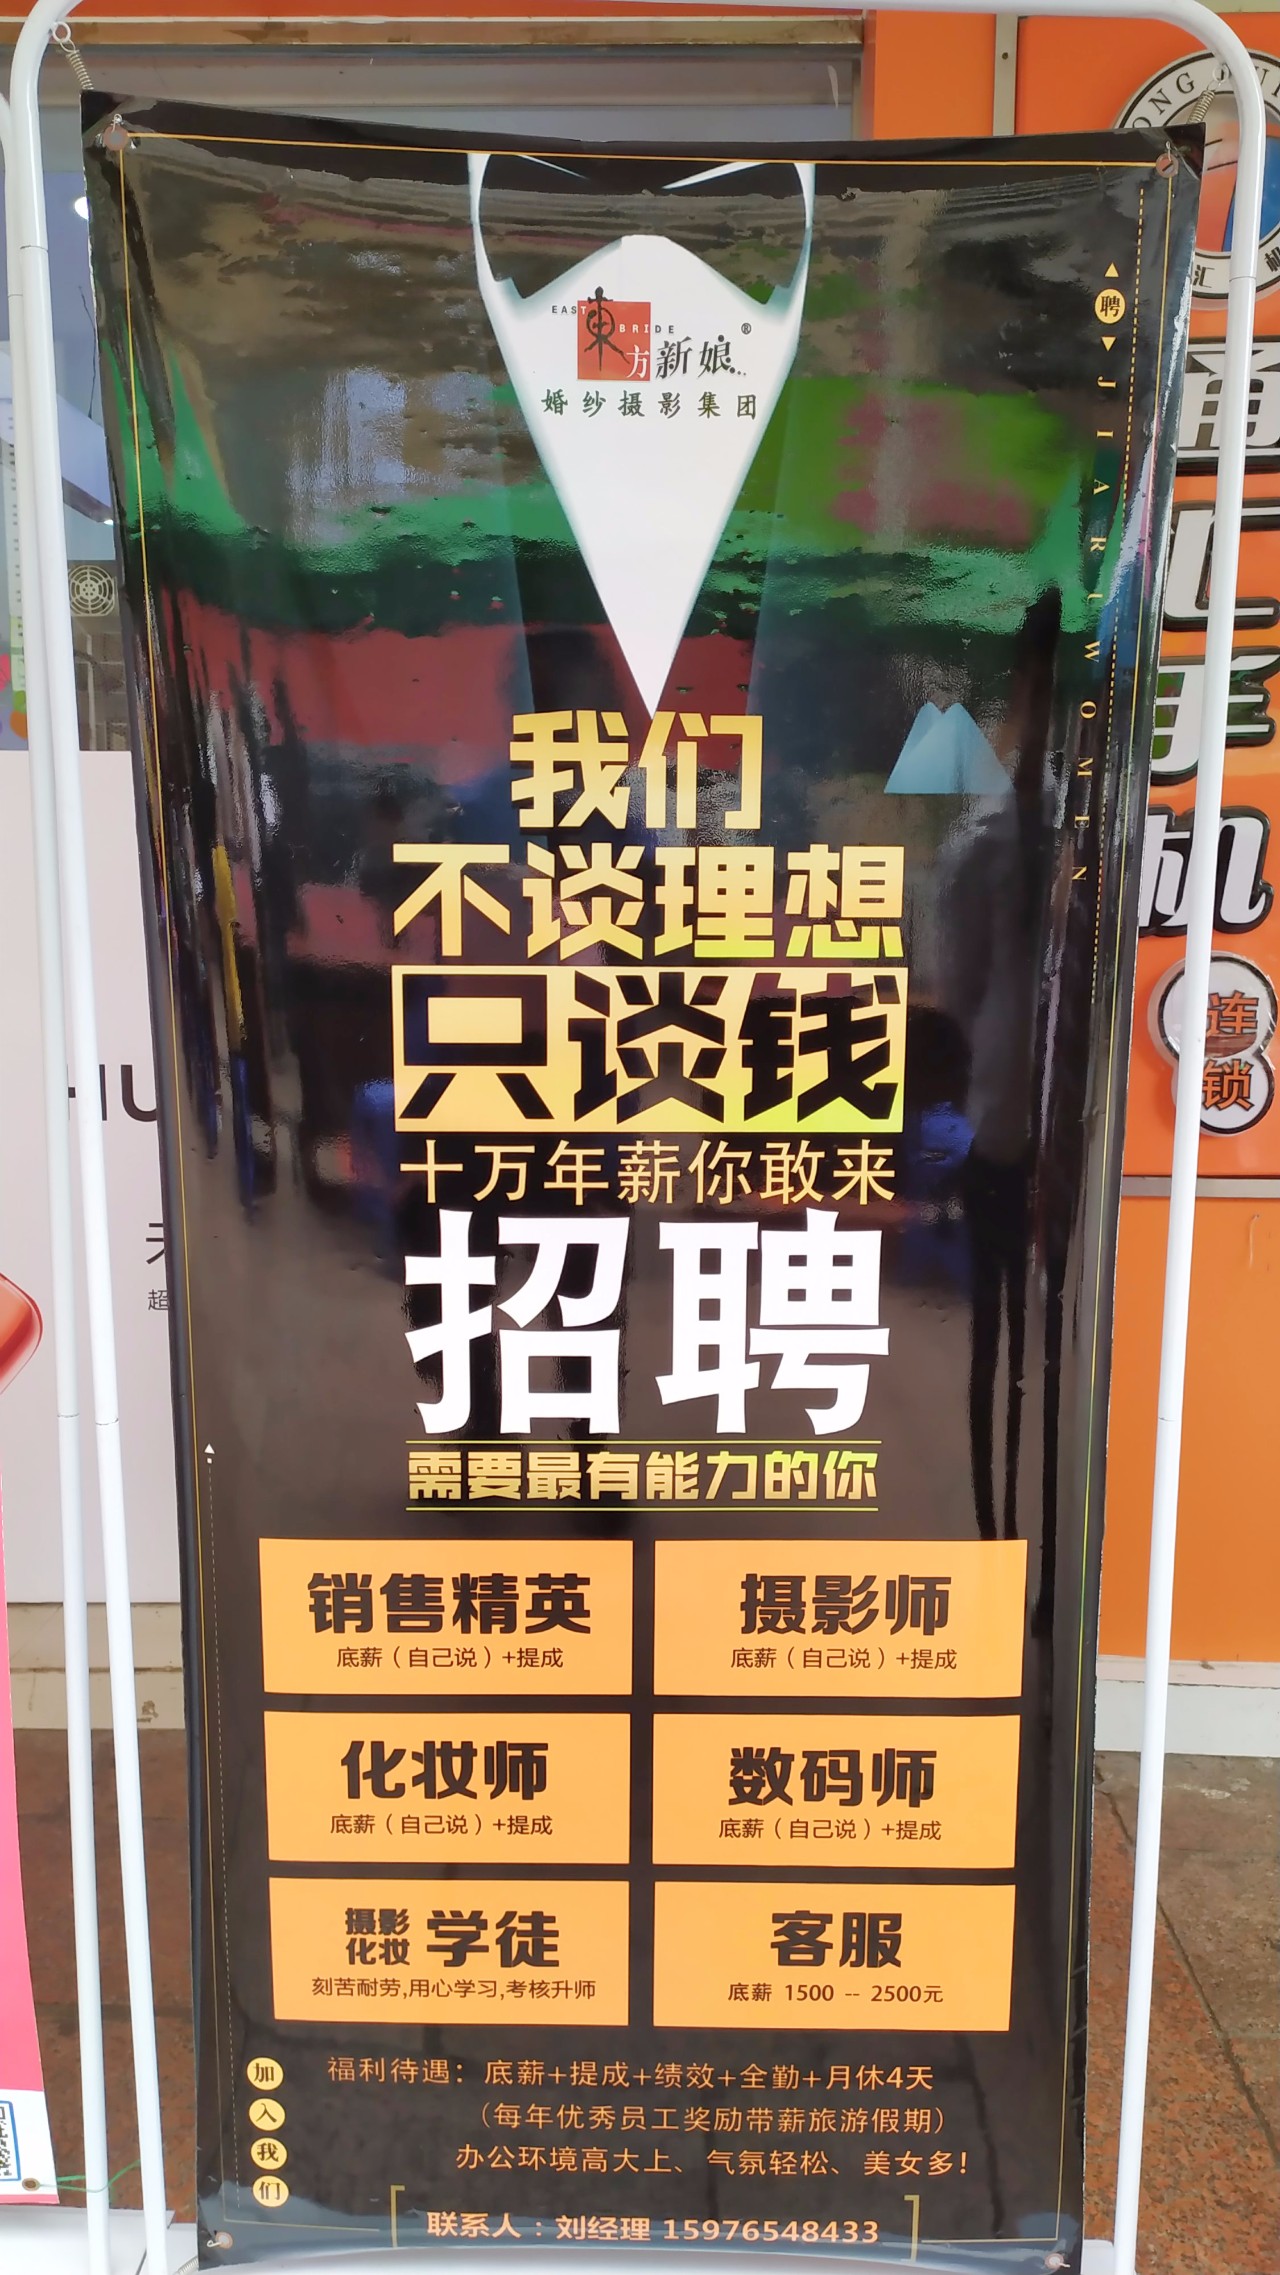 EAST BRIDE
東方新娘®
婚纱摄影集团
聘
JIARUWOMEN
我们
不谈理想
只谈钱
十万年薪你敢来
招聘
需要最有能力的你
销售精英
底薪（自己说）+提成
摄影师
底薪（自己说）+提成
化妆师
底薪（自己说）+提成
数码师
底薪（自己说）+提成
摄影
化妆
学徒
刻苦耐劳,用心学习,考核升师
客服
底薪 1500 -- 2500元
加入我们
福利待遇：底薪+提成+绩效+全勤+月休4天
（每年优秀员工奖励带薪旅游假期）
办公环境高大上、气氛轻松、美女多!
联系人：刘经理 15976548433
汇
手
机
连
锁
超